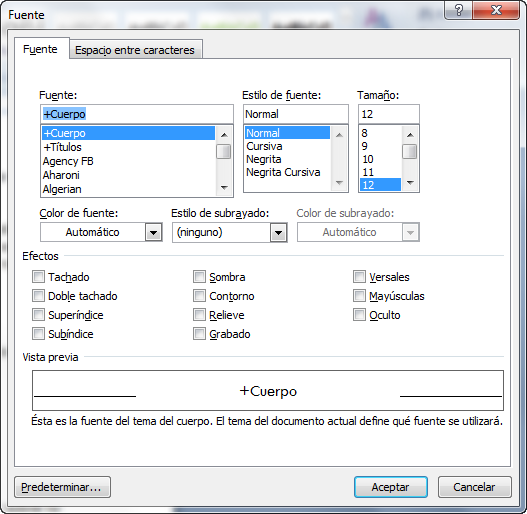 Fuente
?
Fuente
Espacio entre caracteres
Fuente:
Estilo de fuente:
Tamaño:
+Cuerpo
Normal
12
+Cuerpo
+Títulos
Agency FB
Aharoni
Algerian
Normal
Cursiva
Negrita
Negrita Cursiva
8
9
10
11
12
Color de fuente:
Estilo de subrayado:
Color de subrayado:
Automático
(ninguno)
Automático
Efectos
Tachado
Doble tachado
Superíndice
Subíndice
Sombra
Contorno
Relieve
Grabado
Versales
Mayúsculas
Oculto
Vista previa
+Cuerpo
Ésta es la fuente del tema del cuerpo. El tema del documento actual define qué fuente se utilizará.
Predeterminar...
Aceptar
Cancelar